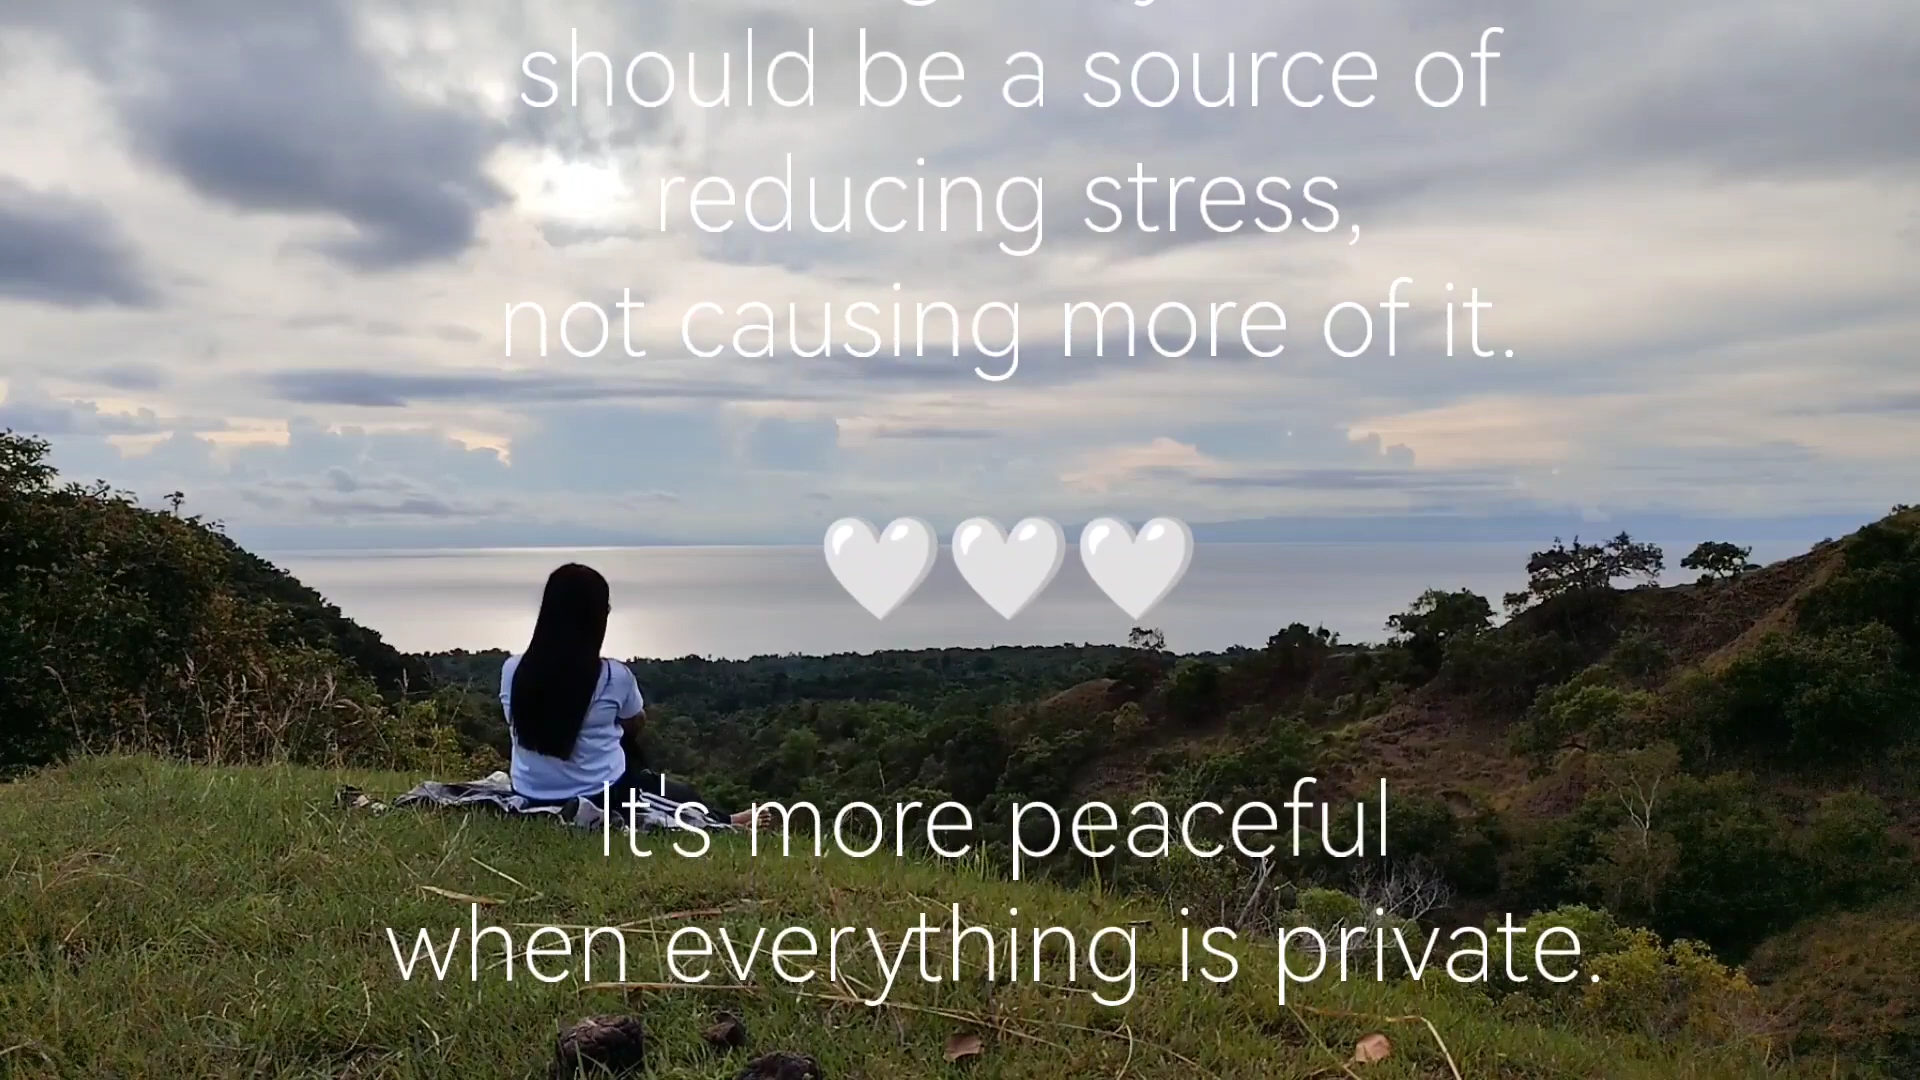 should be a source of
reducing stress,
not causing more of it.
🤍🤍🤍
It's more peaceful
when everything is private.